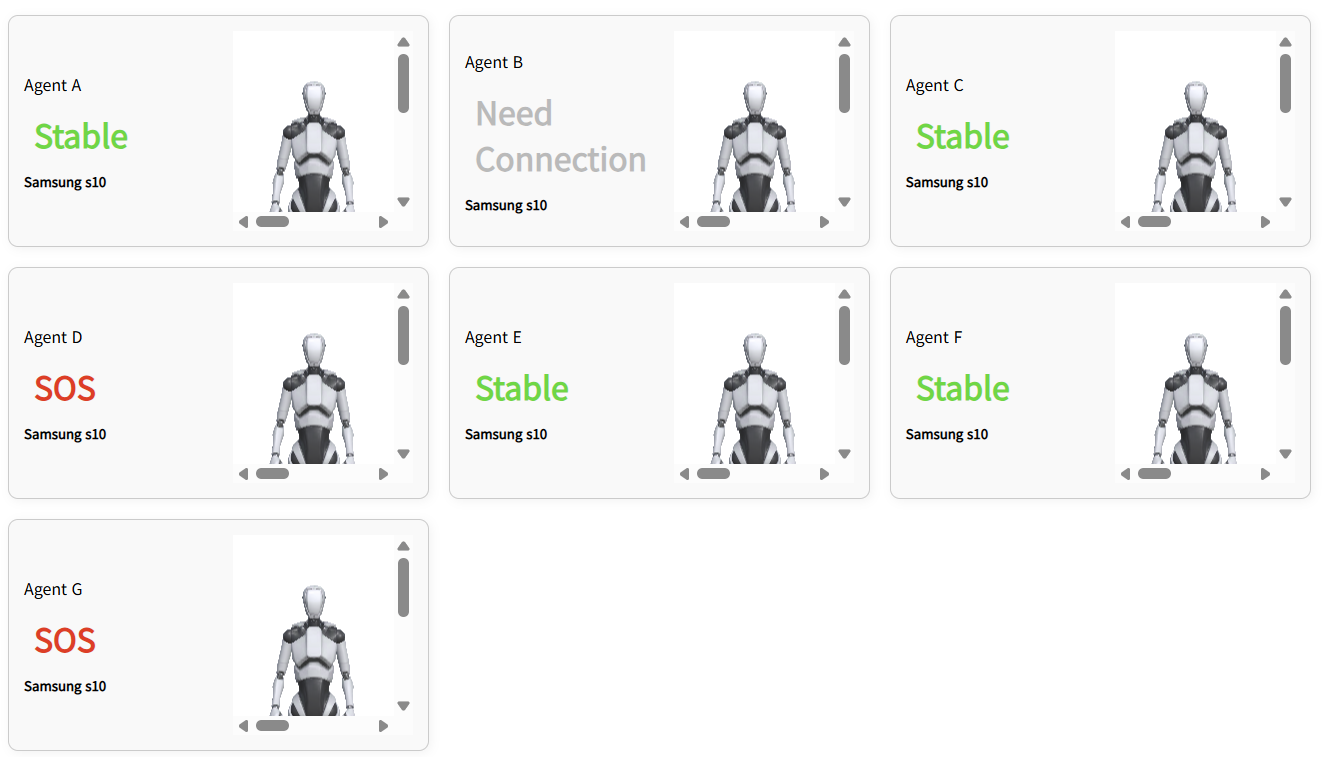 Agent A
Stable
Samsung s10
Agent B
Need
Connection
Samsung s10
Agent C
Stable
Samsung s10
Agent D
SOS
Samsung s10
Agent E
Stable
Samsung s10
Agent F
Stable
Samsung s10
Agent G
SOS
Samsung s10